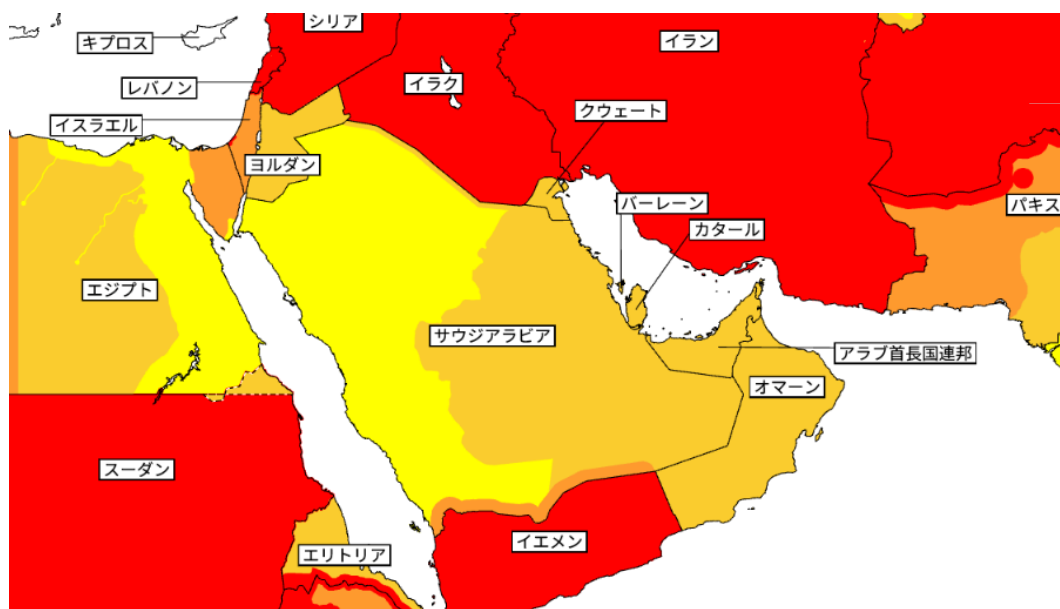 シリア
キプロス
イラン
レバノン
イラク
クウェート
イスラエル
ヨルダン
バーレーン
パキス
カタール
エジプト
サウジアラビア
アラブ首長国連邦
オマーン
スーダン
イエメン
エリトリア